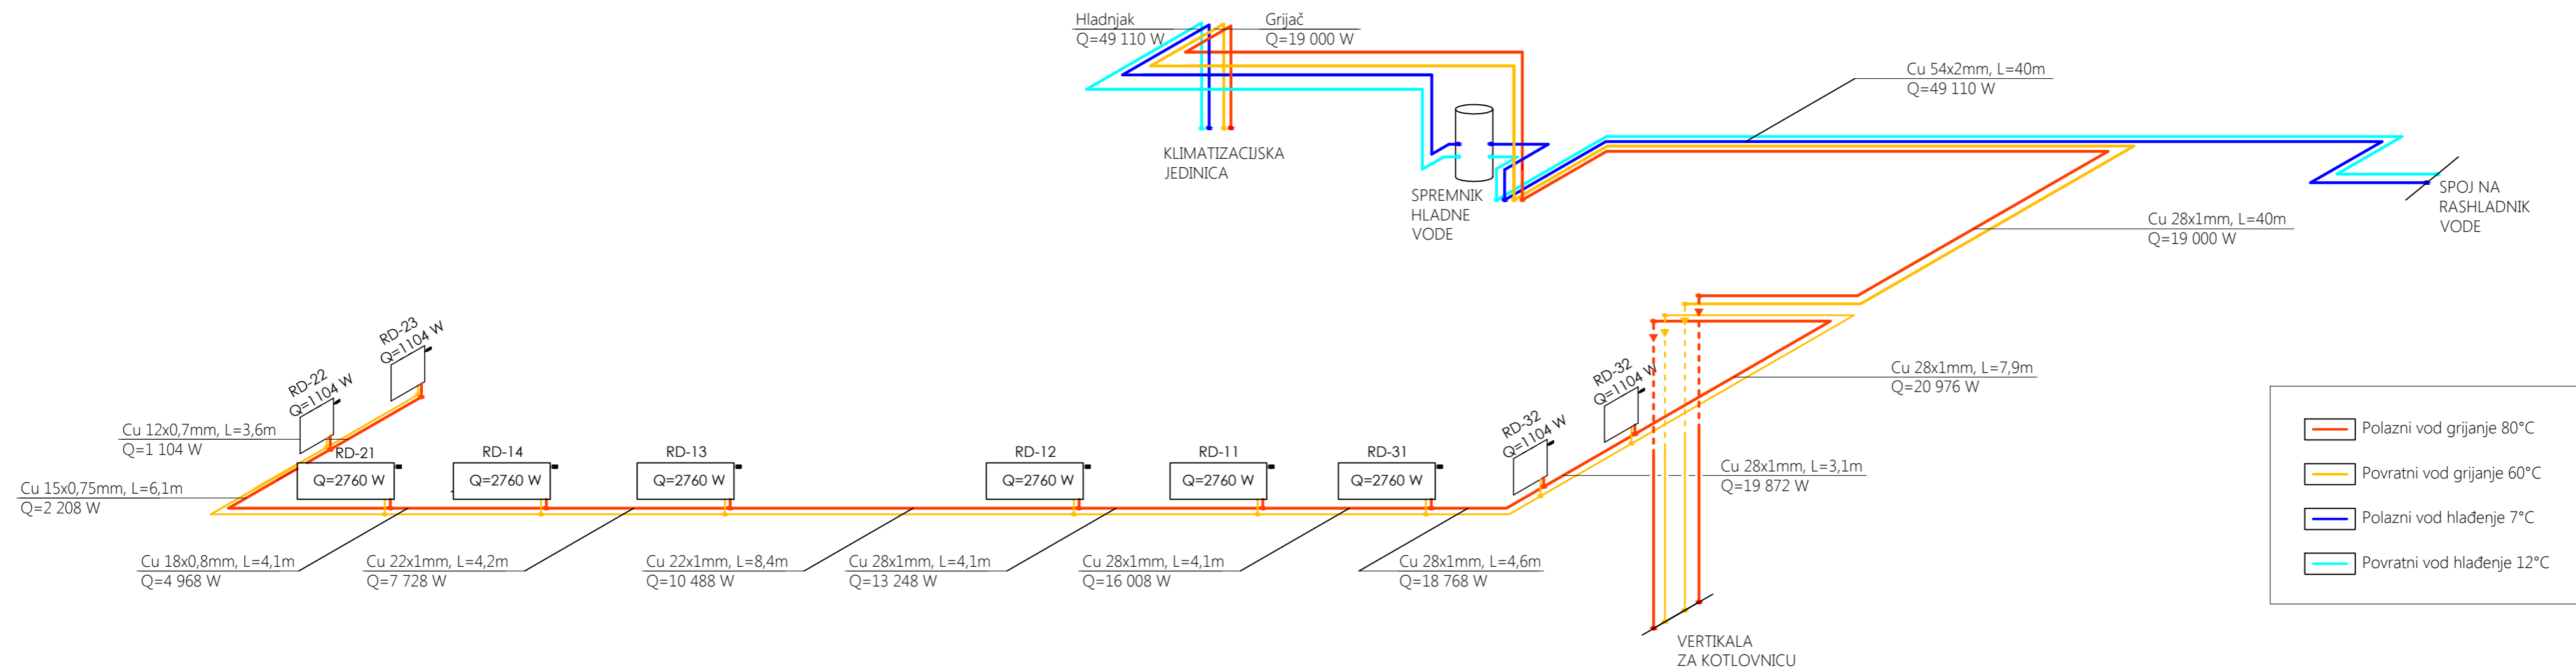 Hladnjak
Q=49 110 W
Grijač
Q=19 000 W
KLIMATIZACIJSKA
JEDINICA
SPREMNIK
HLADNE
VODE
Cu 54x2mm, L=40m
Q=49 110 W
SPOJ NA
RASHLADNIK
VODE
Cu 28x1mm, L=40m
Q=19 000 W
RD-23
Q=1104 W
RD-22
Q=1104 W
Cu 12x0,7mm, L=3,6m
Q=1 104 W
Cu 15x0,75mm, L=6,1m
Q=2 208 W
RD-21
Q=2760 W
RD-14
Q=2760 W
RD-13
Q=2760 W
RD-12
Q=2760 W
RD-11
Q=2760 W
RD-31
Q=2760 W
RD-32
Q=1104 W
RD-32
Q=1104 W
Cu 28x1mm, L=7,9m
Q=20 976 W
Cu 28x1mm, L=3,1m
Q=19 872 W
Cu 18x0,8mm, L=4,1m
Q=4 968 W
Cu 22x1mm, L=4,2m
Q=7 728 W
Cu 22x1mm, L=8,4m
Q=10 488 W
Cu 28x1mm, L=4,1m
Q=13 248 W
Cu 28x1mm, L=4,1m
Q=16 008 W
Cu 28x1mm, L=4,6m
Q=18 768 W
VERTIKALA
ZA KOTLOVNICU
Polazni vod grijanje 80°C
Povratni vod grijanje 60°C
Polazni vod hlađenje 7°C
Povratni vod hlađenje 12°C